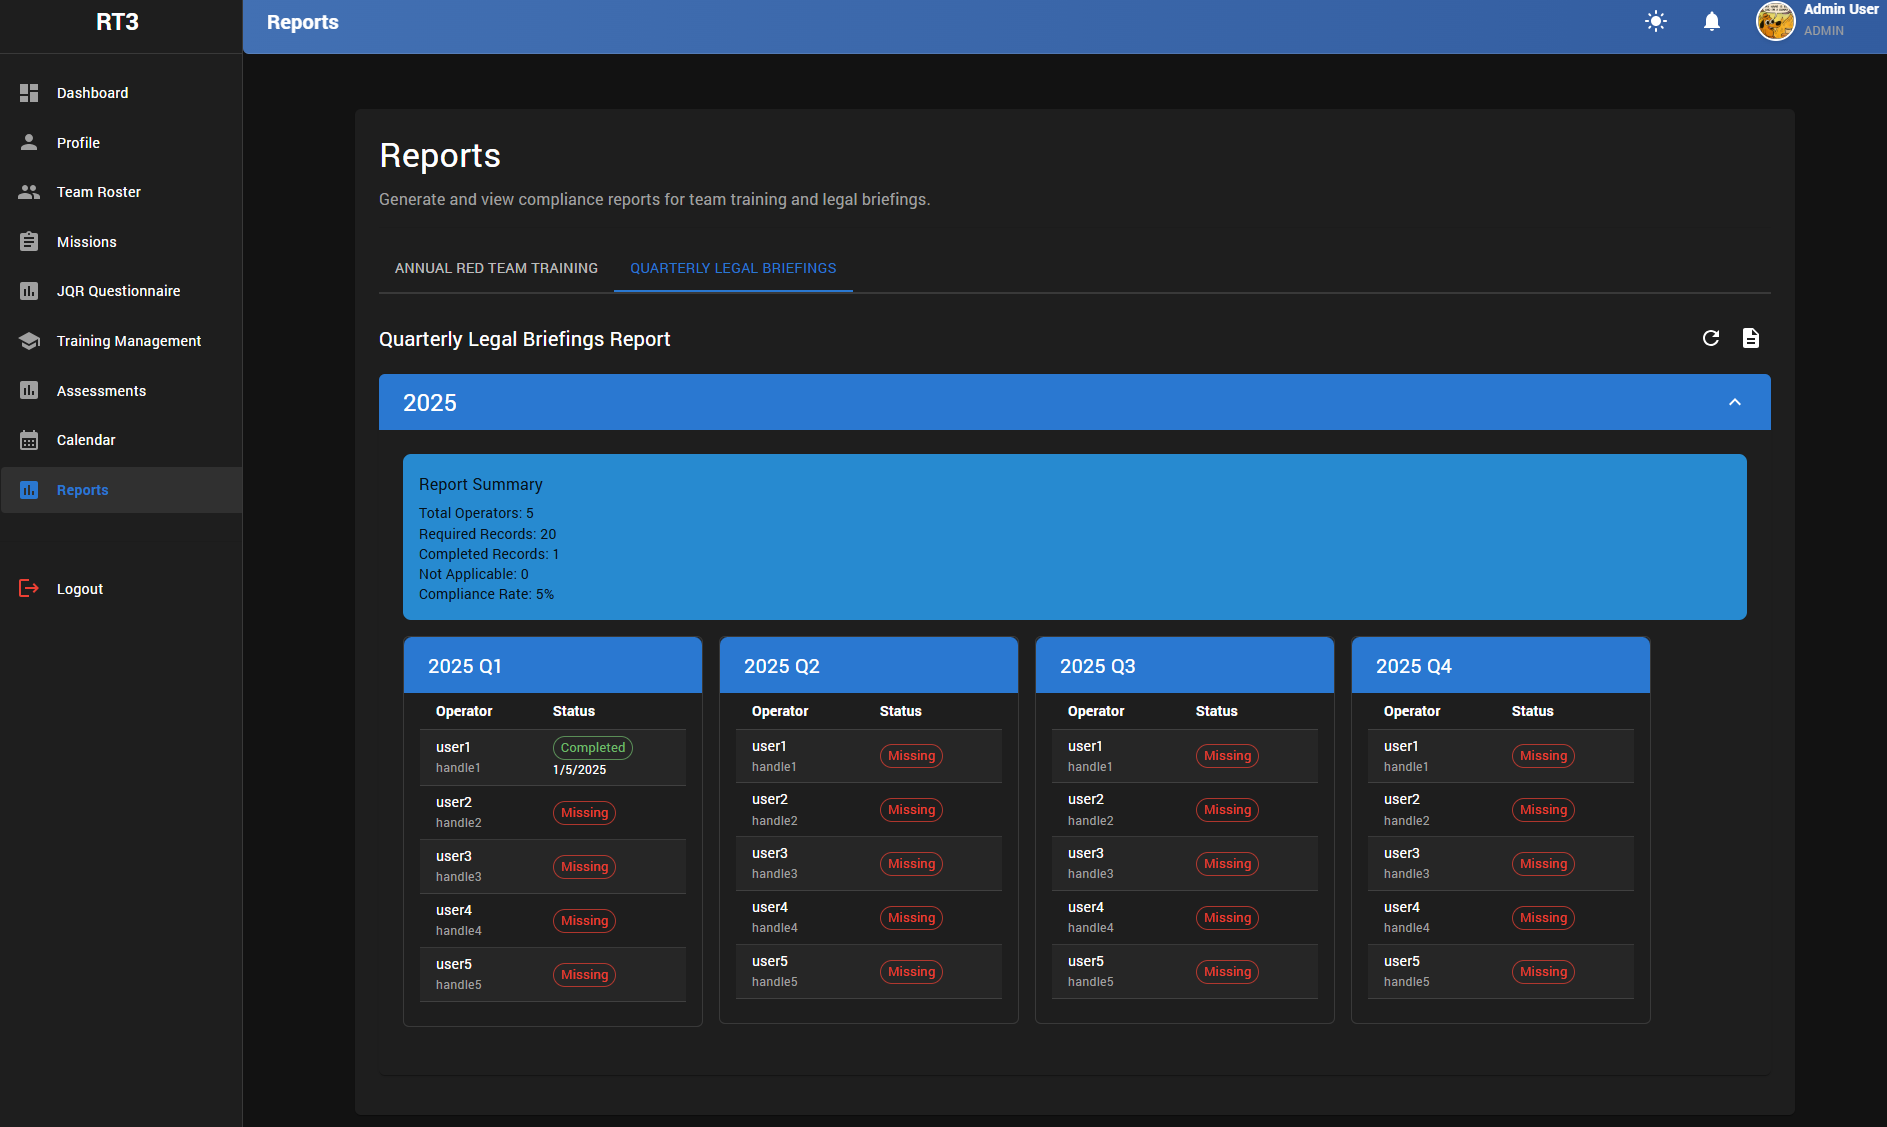 RT3
Reports
Admin User
ADMIN
Dashboard
Profile
Team Roster
Missions
JQR Questionnaire
Training Management
Assessments
Calendar
Reports
Logout
Reports
Generate and view compliance reports for team training and legal briefings.
ANNUAL RED TEAM TRAINING
QUARTERLY LEGAL BRIEFINGS
Quarterly Legal Briefings Report
2025
Report Summary
Total Operators: 5
Required Records: 20
Completed Records: 1
Not Applicable: 0
Compliance Rate: 5%
2025 Q1
Operator Status
user1 Completed
handle1 1/5/2025
user2 Missing
handle2
user3 Missing
handle3
user4 Missing
handle4
user5 Missing
handle5
2025 Q2
Operator Status
user1 Missing
handle1
user2 Missing
handle2
user3 Missing
handle3
user4 Missing
handle4
user5 Missing
handle5
2025 Q3
Operator Status
user1 Missing
handle1
user2 Missing
handle2
user3 Missing
handle3
user4 Missing
handle4
user5 Missing
handle5
2025 Q4
Operator Status
user1 Missing
handle1
user2 Missing
handle2
user3 Missing
handle3
user4 Missing
handle4
user5 Missing
handle5